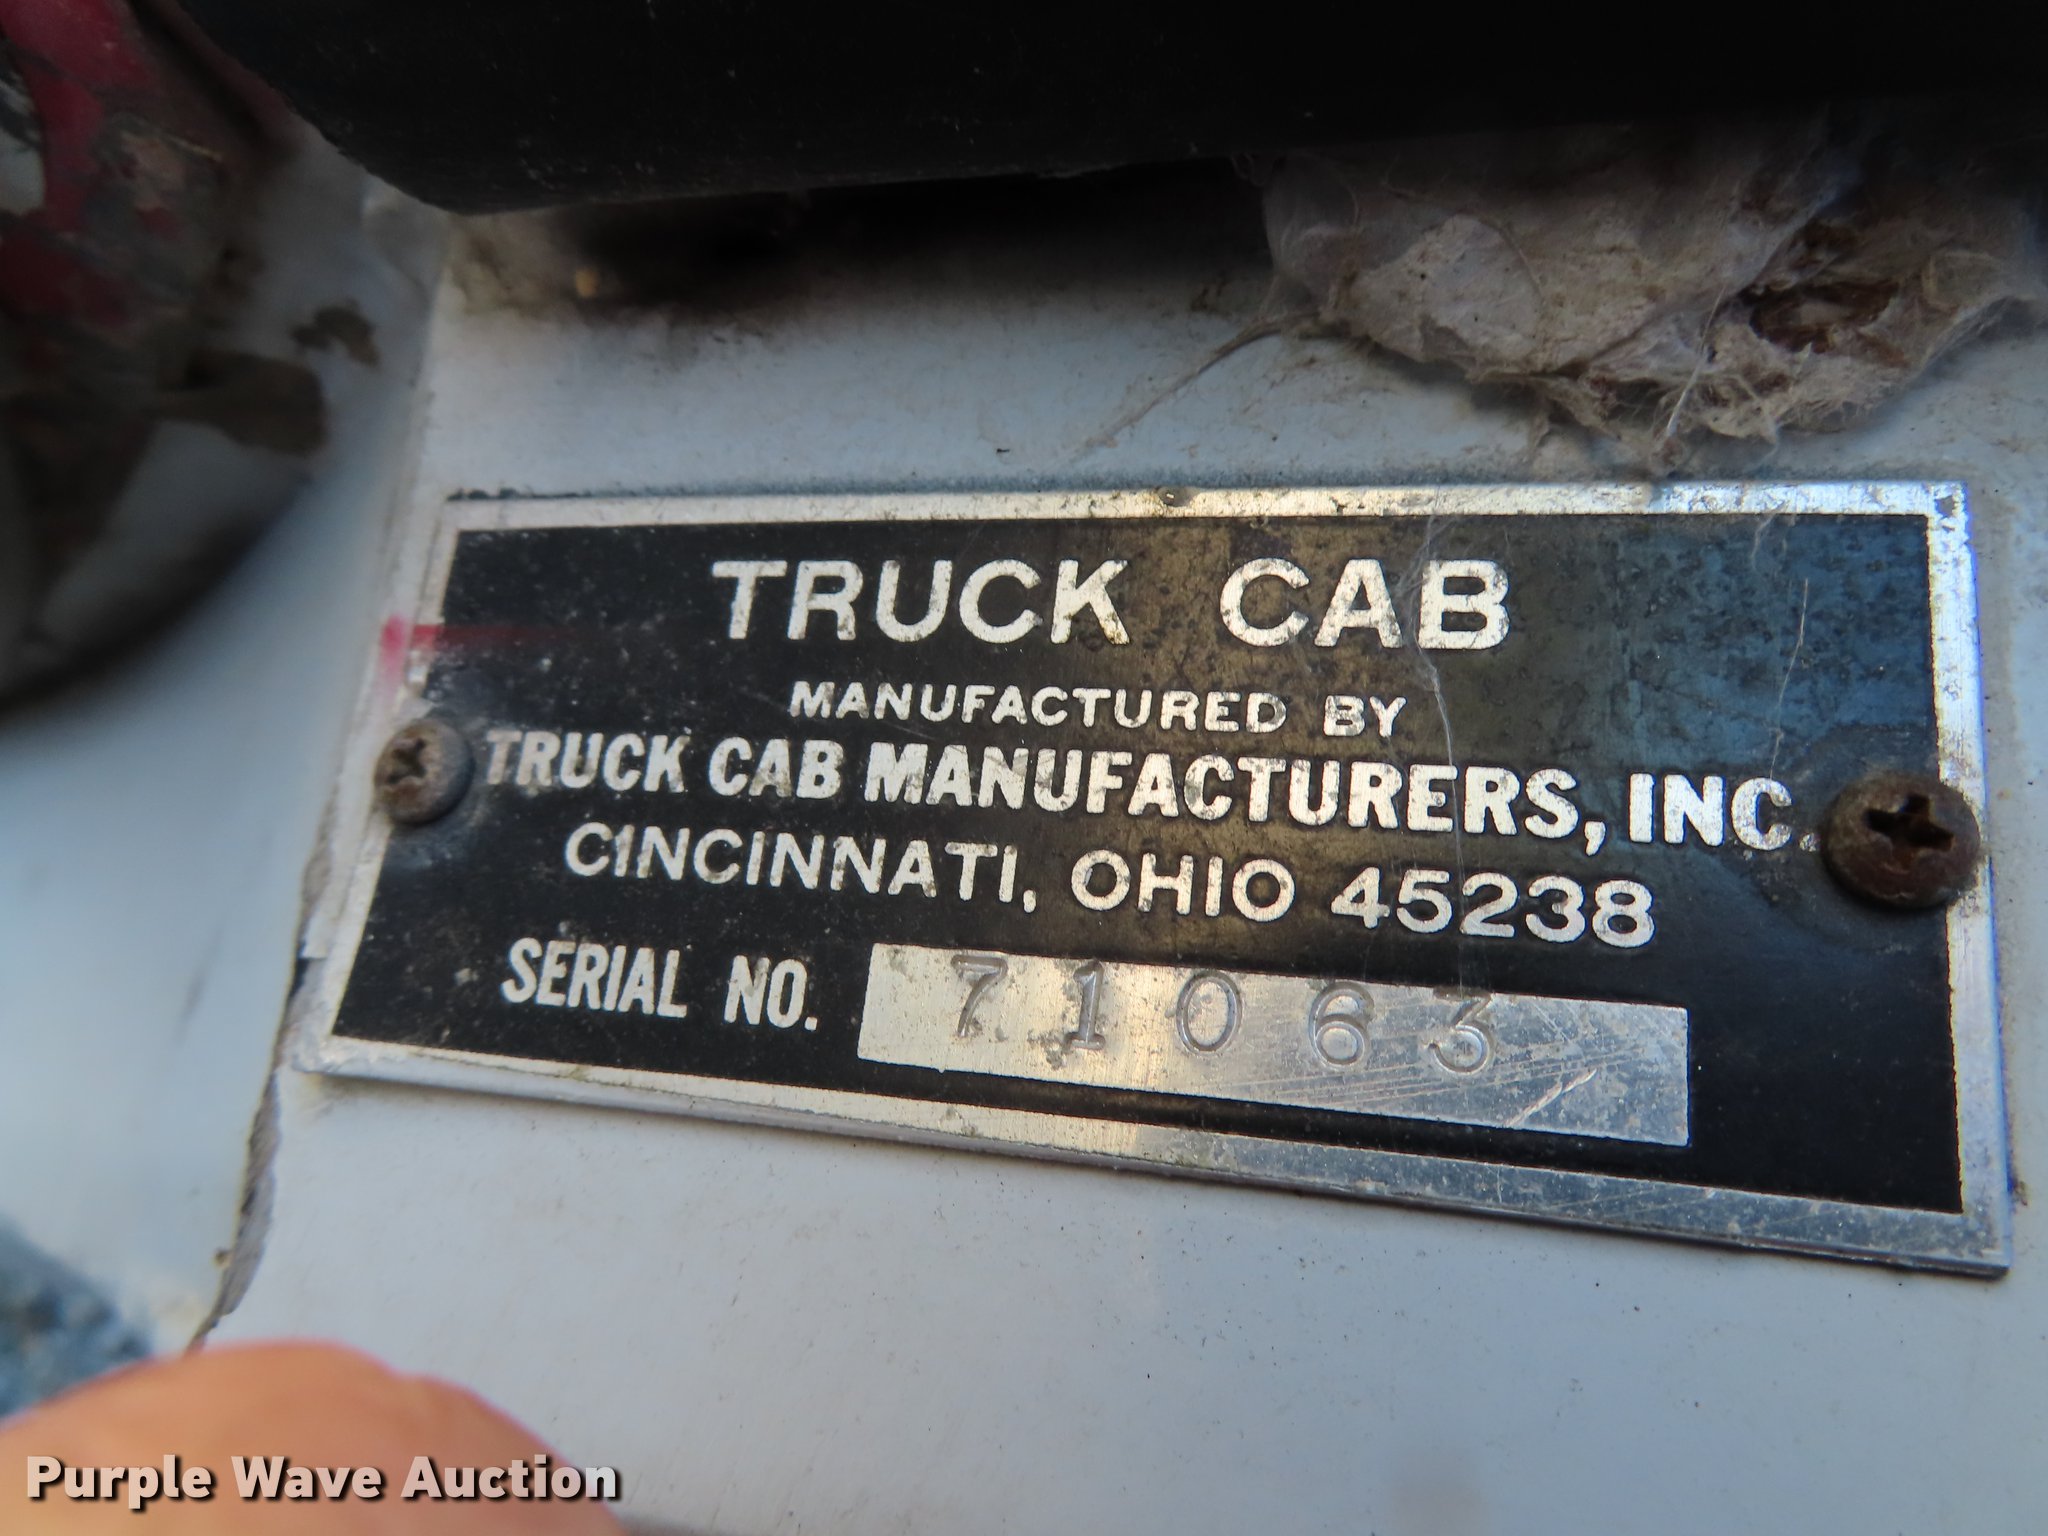 TRUCK CAB
MANUFACTURED BY
TRUCK CAB MANUFACTURERS, INC.
CINCINNATI, OHIO 45238
SERIAL NO. 71063
Purple Wave Auction